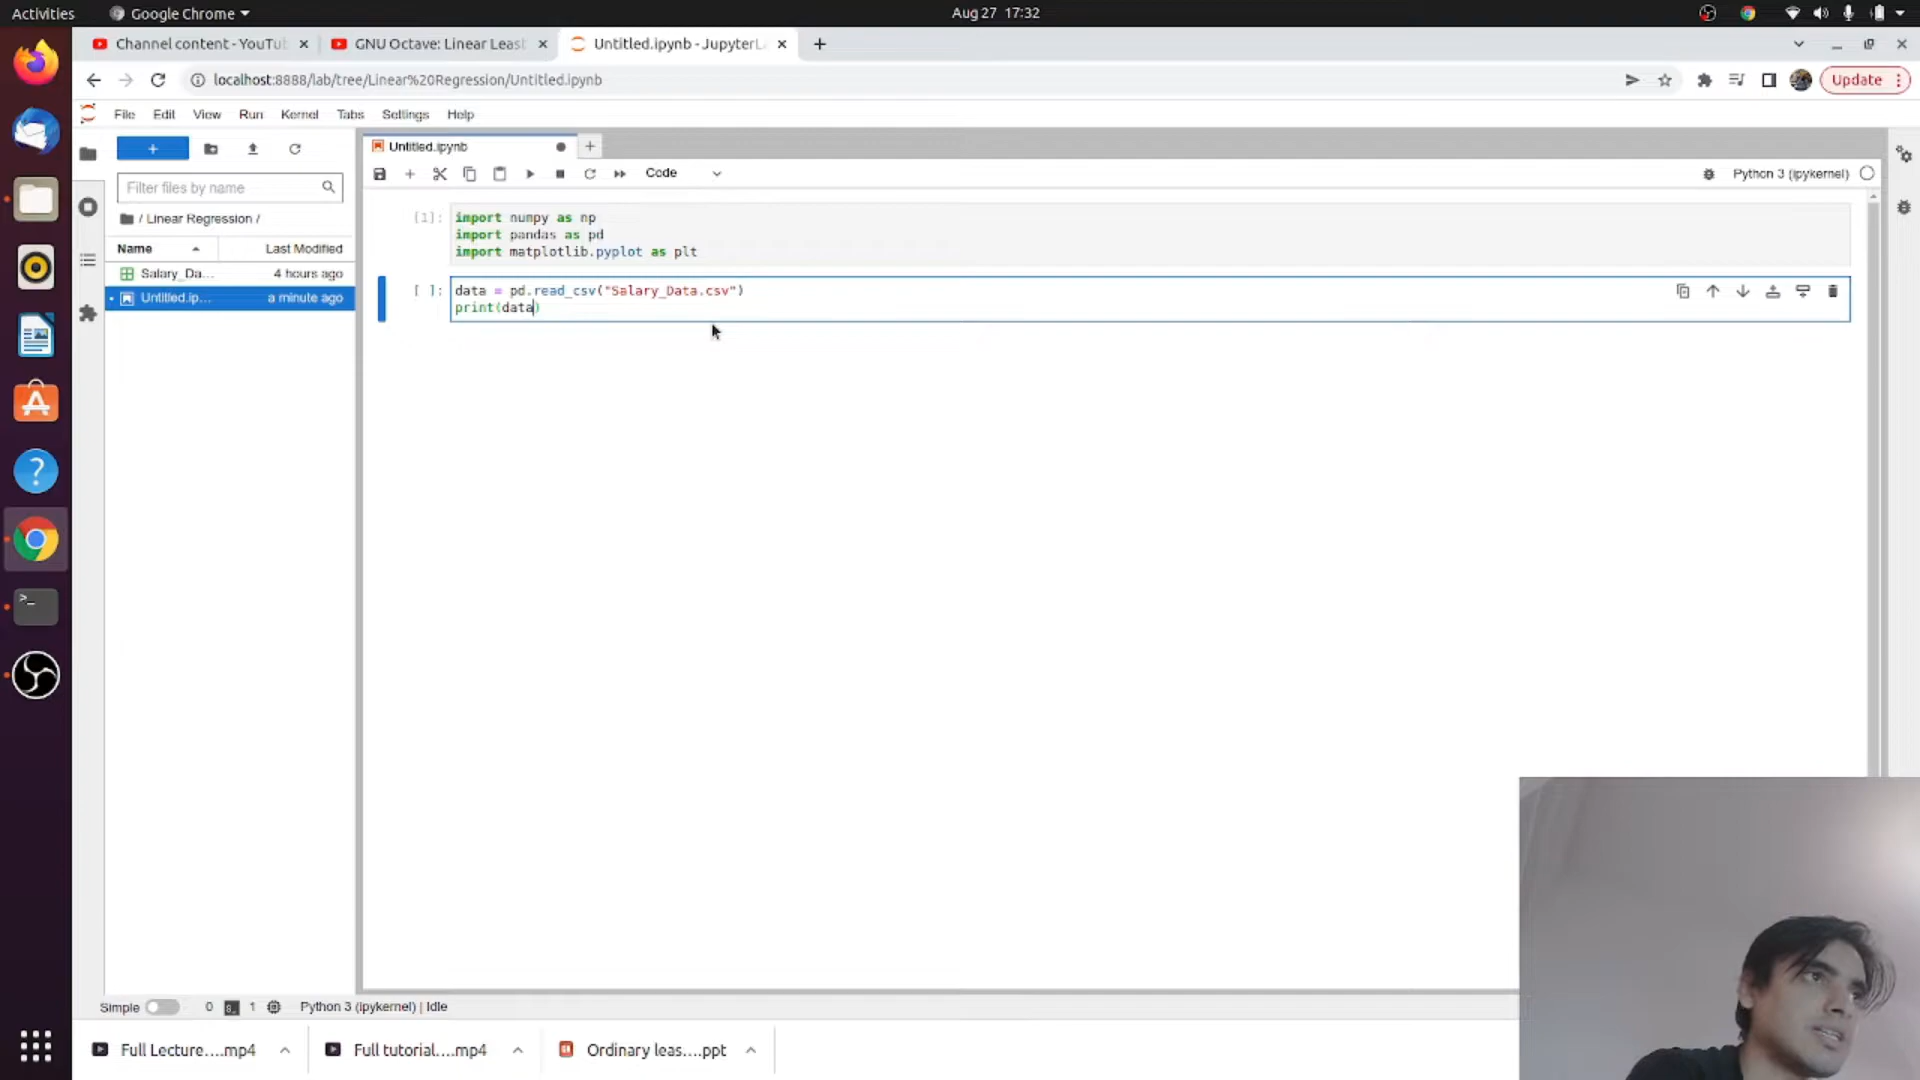 Activities Google Chrome Aug 27 17:32
Channel content - YouTub GNU Octave: Linear Least Untitled.ipynb - JupyterL
localhost:8888/lab/tree/Linear%20Regression/Untitled.ipynb Update
File Edit View Run Kernel Tabs Settings Help
Untitled.ipynb
Code Python 3 (ipykernel)
Filter files by name
/ Linear Regression /
Name Last Modified
Salary_Da... 4 hours ago
Untitled.ip... a minute ago
[1]: import numpy as np
import pandas as pd
import matplotlib.pyplot as plt
[ ]: data = pd.read_csv("Salary_Data.csv")
print(data)
Simple 0 1 Python 3 (ipykernel) | Idle
Full Lecture....mp4 Full tutorial....mp4 Ordinary leas....ppt